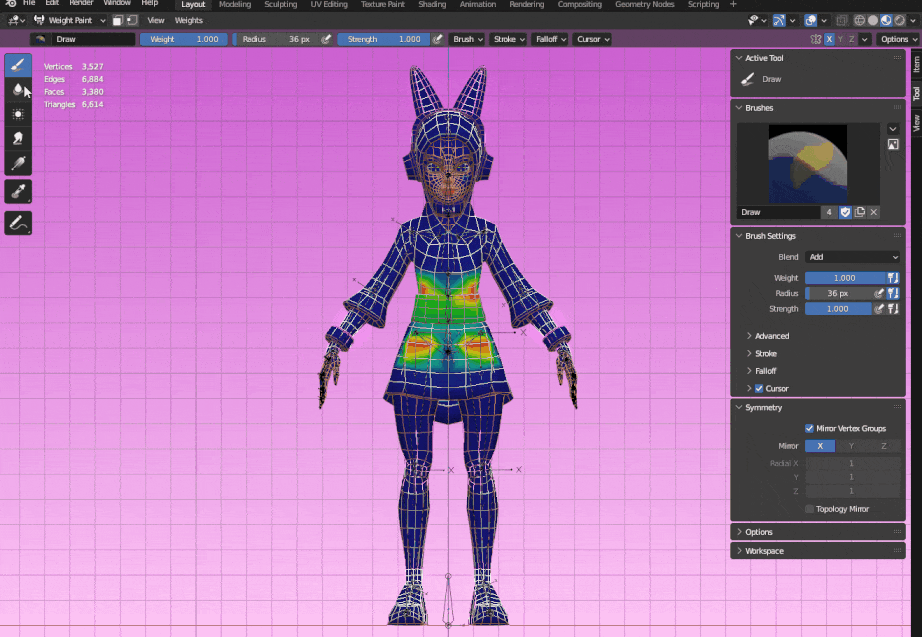 File Edit Render Window Help Layout Modeling Sculpting UV Editing Texture Paint Shading Animation Rendering Compositing Geometry Nodes Scripting +
Weight Paint View Weights
Draw Weight 1.000 Radius 36 px Strength 1.000 Brush Stroke Falloff Cursor X Y Z Options
Vertices 3,527
Edges 6,884
Faces 3,380
Triangles 6,614
Active Tool
Draw
Brushes
Draw 4
Brush Settings
Blend Add
Weight 1.000
Radius 36 px
Strength 1.000
Advanced
Stroke
Falloff
Cursor
Symmetry
Mirror Vertex Groups
Mirror X Y Z
Radial X 1
Y 1
Z 1
Topology Mirror
Options
Workspace
Item
Tool
View
X
X
X